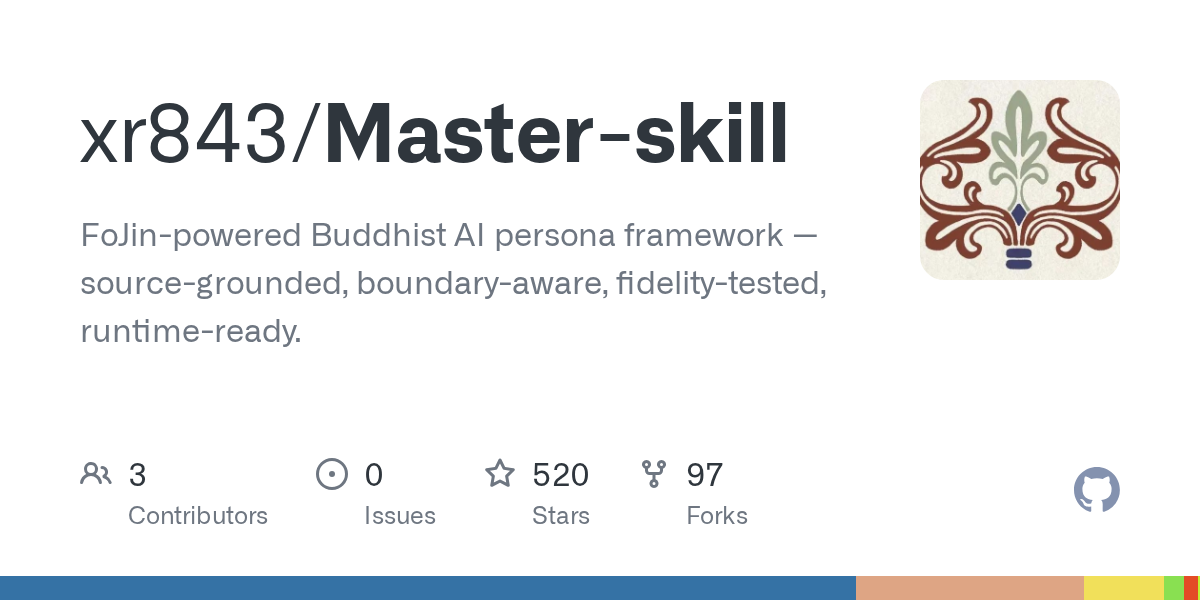 xr843/Master-skill
FoJin-powered Buddhist AI persona framework —
source-grounded, boundary-aware, fidelity-tested,
runtime-ready.
3
Contributors
0
Issues
520
Stars
97
Forks